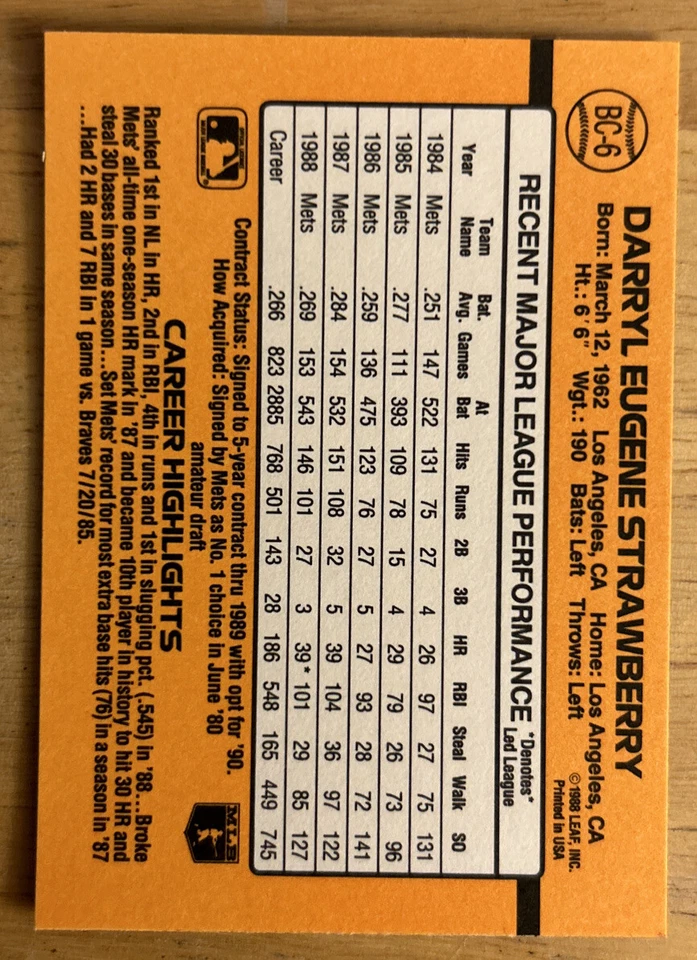 BC-6
DARRYL EUGENE STRAWBERRY
Born: March 12, 1962 Los Angeles, CA Home: Los Angeles, CA
Ht.: 6'6" Wgt.: 190 Bats: Left Throws: Left
©1988 LEAF, INC.
Printed in USA
RECENT MAJOR LEAGUE PERFORMANCE *Denotes*
Led League
Year Team Name Bat. Avg. Games At Bat Hits Runs 2B 3B HR RBI Steal Walk SO
1984 Mets .251 147 522 131 75 27 4 26 97 27 75 131
1985 Mets .277 111 393 109 78 15 4 29 79 26 73 96
1986 Mets .259 136 475 123 76 27 5 27 93 28 72 141
1987 Mets .284 154 532 151 108 32 5 39 104 36 97 122
1988 Mets .269 153 543 146 101 27 3 39* 101 29 85 127
Career .266 823 2885 768 501 143 28 186 548 165 449 745
Contract Status: Signed to 5-year contract thru 1989 with opt for '90.
How Acquired: Signed by Mets as No. 1 choice in June '80
amateur draft
MLB
CAREER HIGHLIGHTS
Ranked 1st in NL in HR, 2nd in RBI, 4th in runs and 1st in slugging pct. (.545) in '88...Broke
Mets' all-time one-season HR mark in '87 and became 10th player in history to hit 30 HR and
steal 30 bases in same season...Set Mets' record for most extra base hits (76) in a season in '87
...Had 2 HR and 7 RBI in 1 game vs. Braves 7/20/85.